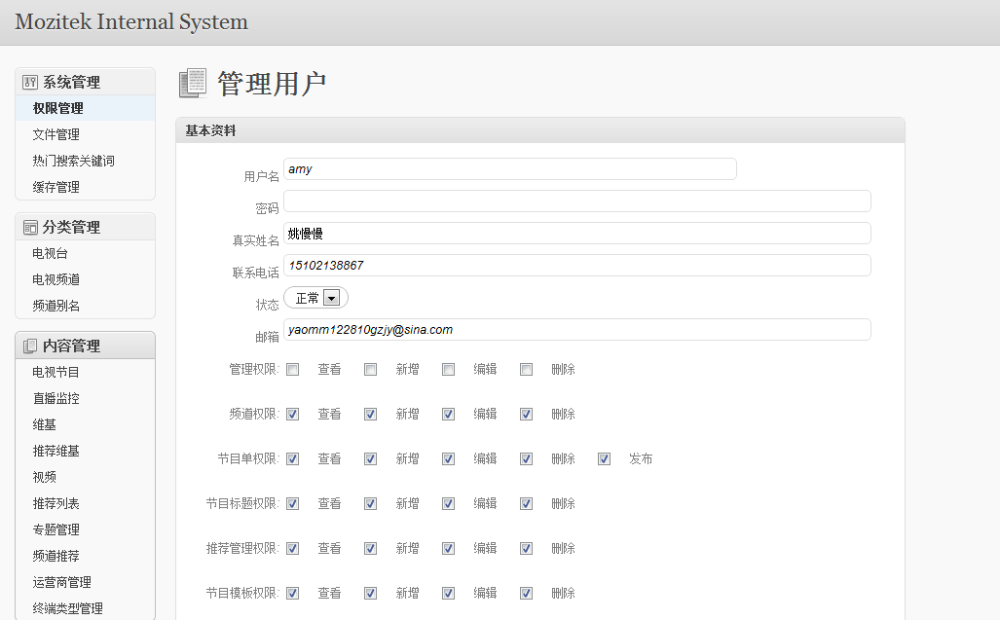 Mozitek Internal System
系统管理
权限管理
文件管理
热门搜索关键词
缓存管理
分类管理
电视台
电视频道
频道别名
内容管理
电视节目
直播监控
维基
推荐维基
视频
推荐列表
专题管理
频道推荐
运营商管理
终端类型管理
管理用户
基本资料
用户名 amy
密码
真实姓名 姚慢慢
联系电话 15102138867
状态 正常
邮箱 yaomm122810gzjy@sina.com
管理权限: 查看 新增 编辑 删除
频道权限: 查看 新增 编辑 删除
节目单权限: 查看 新增 编辑 删除 发布
节目标题权限: 查看 新增 编辑 删除
推荐管理权限: 查看 新增 编辑 删除
节目模板权限: 查看 新增 编辑 删除